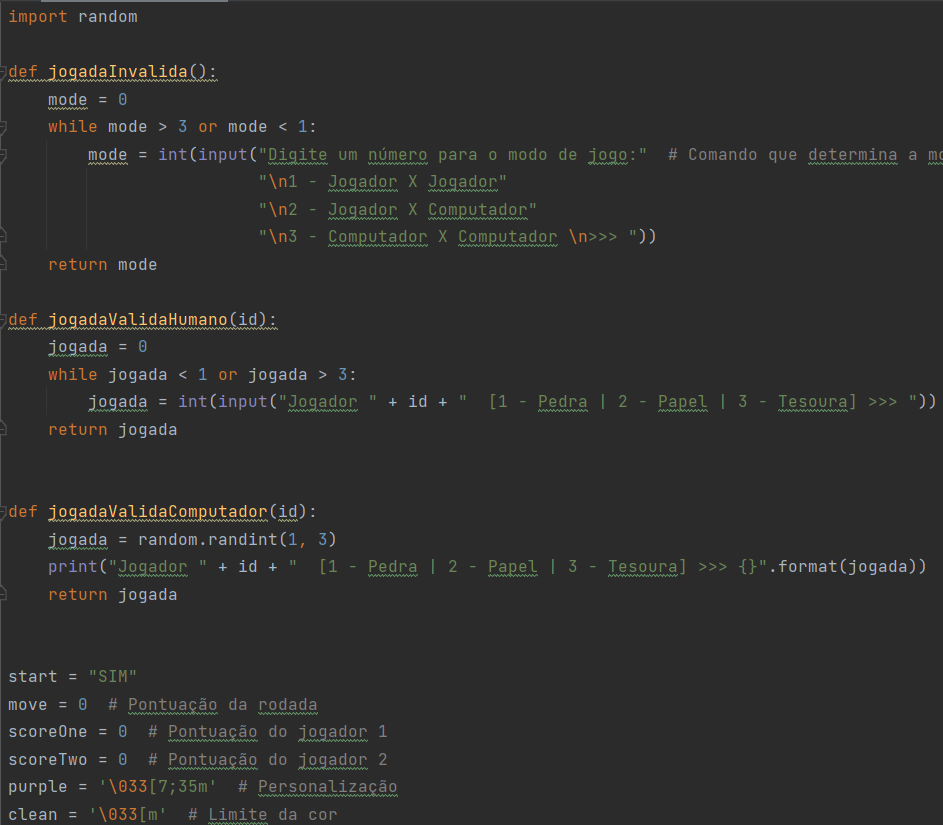 import random
def jogadaInvalida():
    mode = 0
    while mode > 3 or mode < 1:
        mode = int(input("Digite um número para o modo de jogo:"  # Comando que determina a
                         "\n1 - Jogador X Jogador"
                         "\n2 - Jogador X Computador"
                         "\n3 - Computador X Computador \n>>> "))
    return mode
def jogadaValidaHumano(id):
    jogada = 0
    while jogada < 1 or jogada > 3:
        jogada = int(input("Jogador " + id + "  [1 - Pedra | 2 - Papel | 3 - Tesoura] >>> "))
    return jogada
def jogadaValidaComputador(id):
    jogada = random.randint(1, 3)
    print("Jogador " + id + "  [1 - Pedra | 2 - Papel | 3 - Tesoura] >>> {}".format(jogada))
    return jogada
start = "SIM"
move = 0  # Pontuação da rodada
scoreOne = 0  # Pontuação do jogador 1
scoreTwo = 0  # Pontuação do jogador 2
purple = '\033[7;35m'  # Personalização
clean = '\033[m'  # Limite da cor